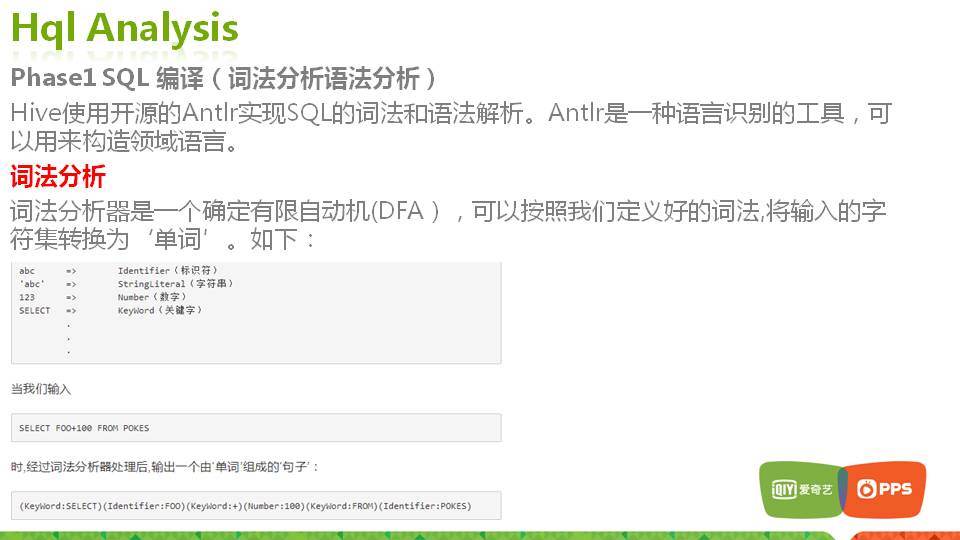 Hql Analysis
Phase1 SQL 编译（词法分析语法分析）
Hive使用开源的Antlr实现SQL的词法和语法解析。Antlr是一种语言识别的工具，可
以用来构造领域语言。
词法分析
词法分析器是一个确定有限自动机(DFA），可以按照我们定义好的词法,将输入的字
符集转换为‘单词’。如下：
abc => Identifier（标识符）
'abc' => StringLiteral（字符串）
123 => Number（数字）
SELECT => KeyWord（关键字）
.
.
.
当我们输入
SELECT FOO+100 FROM POKES
时,经过词法分析器处理后,输出一个由'单词'组成的'句子'：
(KeyWord:SELECT)(Identifier:FOO)(KeyWord:+)(Number:100)(KeyWord:FROM)(Identifier:POKES)
iQIYI 爱奇艺 PPS